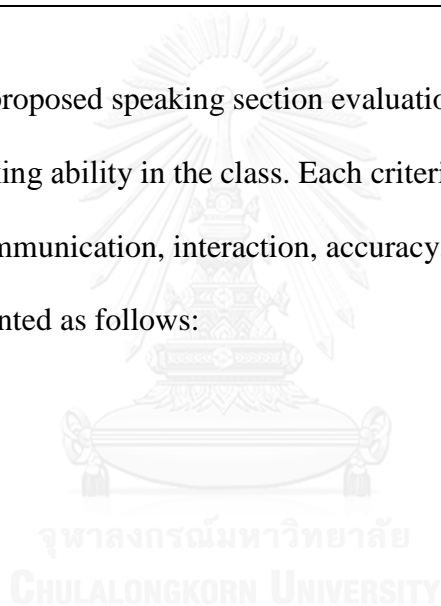 proposed speaking section evaluatio
ing ability in the class. Each criteri
mmunication, interaction, accuracy
nted as follows:
จุฬาลงกรณ์มหาวิทยาลัย
CHULALONGKORN UNIVERSITY